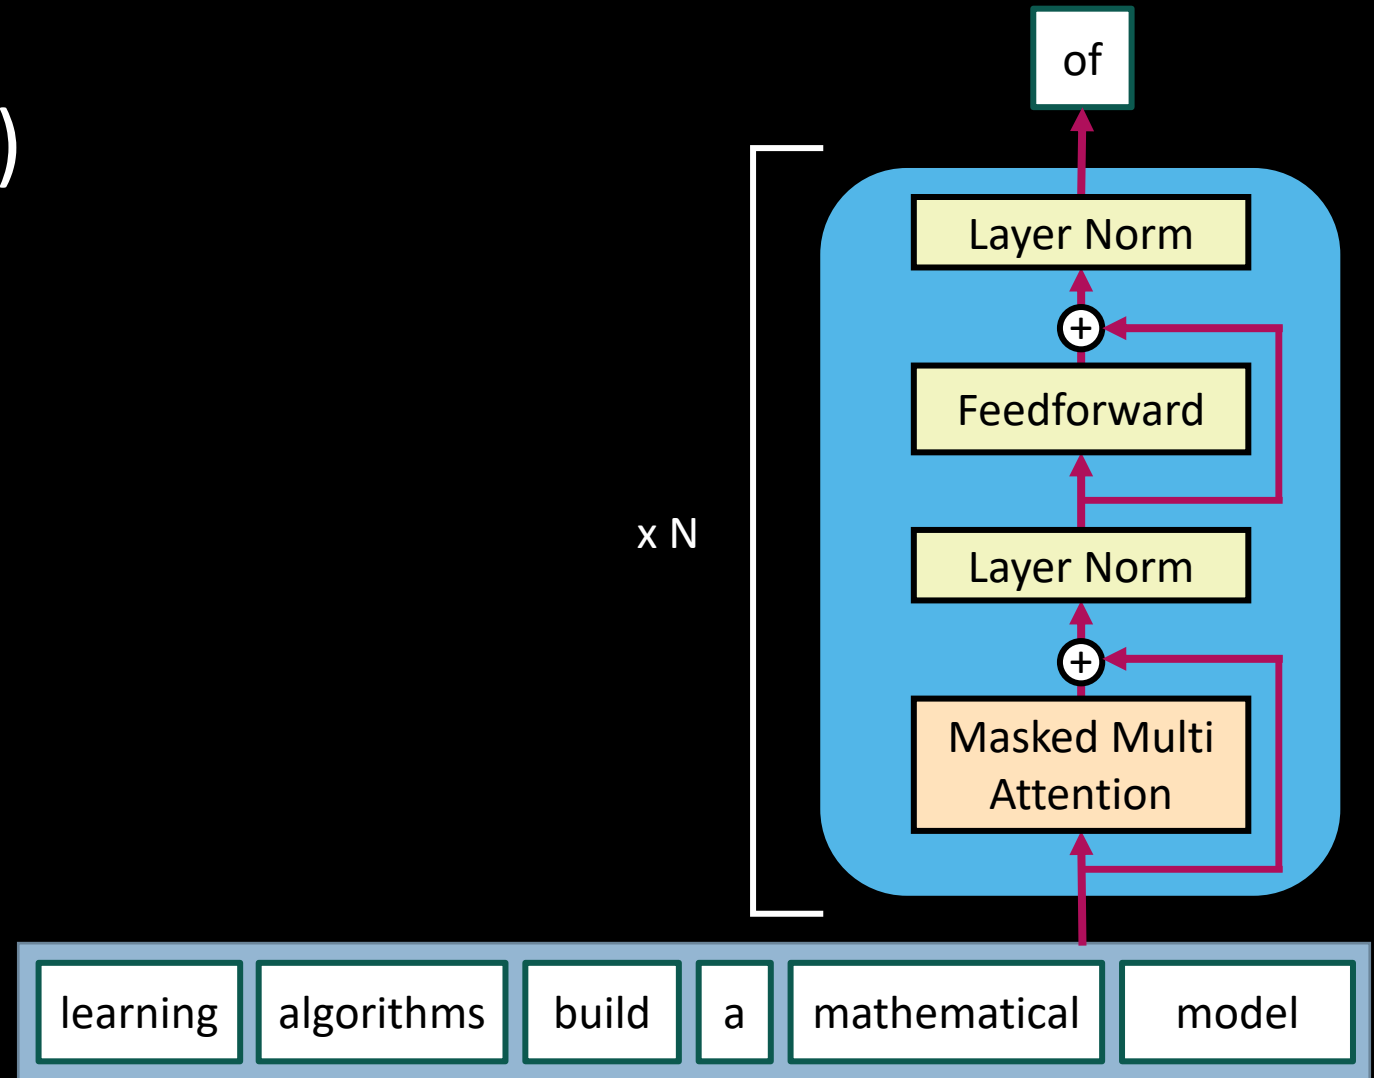 of
)
Layer Norm
+
Feedforward
x N
Layer Norm
+
Masked Multi
Attention
learning algorithms build a mathematical model